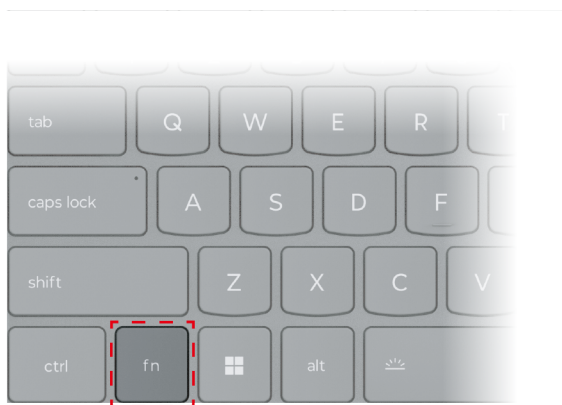 tab Q W E R T
caps lock A S D F
shift Z X C V
ctrl fn alt